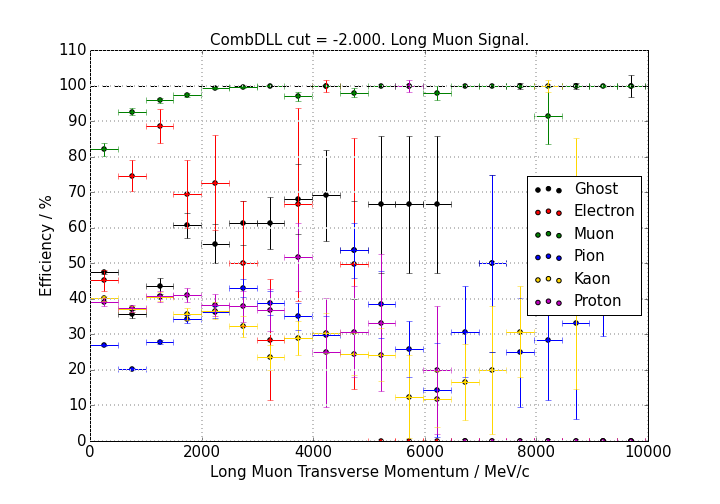 CombDLL cut = -2.000. Long Muon Signal.
110
100
90
80
70
60
50
40
30
20
10
0
Efficiency / %
Ghost
Electron
Muon
Pion
Kaon
Proton
0 2000 4000 6000 8000 10000
Long Muon Transverse Momentum / MeV/c